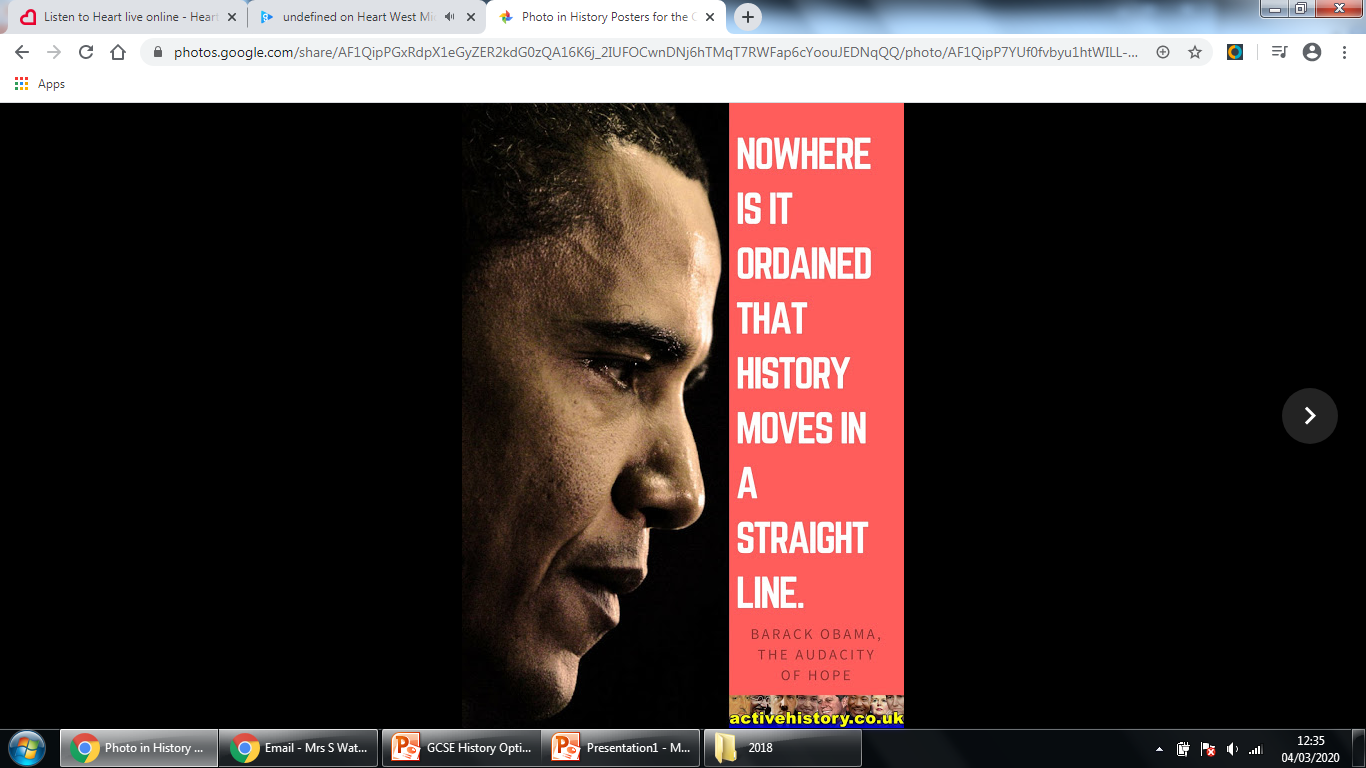 Listen to Heart live online - Heart
undefined on Heart West Mi
Photo in History Posters for the C
photos.google.com/share/AF1QipPGxRdpX1eGyZER2kdG0zQA16K6j_2IUFOCwnDNj6hTMqT7RWFap6cYoouJEDNqQQ/photo/AF1QipP7YUf0fvbyu1htWILL-...
Apps
NOWHERE
IS IT
ORDAINED
THAT
HISTORY
MOVES IN
A
STRAIGHT
LINE.
BARACK OBAMA,
THE AUDACITY
OF HOPE
activehistory.co.uk
Photo in History ...
Email - Mrs S Wat...
GCSE History Opti...
Presentation1 - M...
2018
12:35
04/03/2020